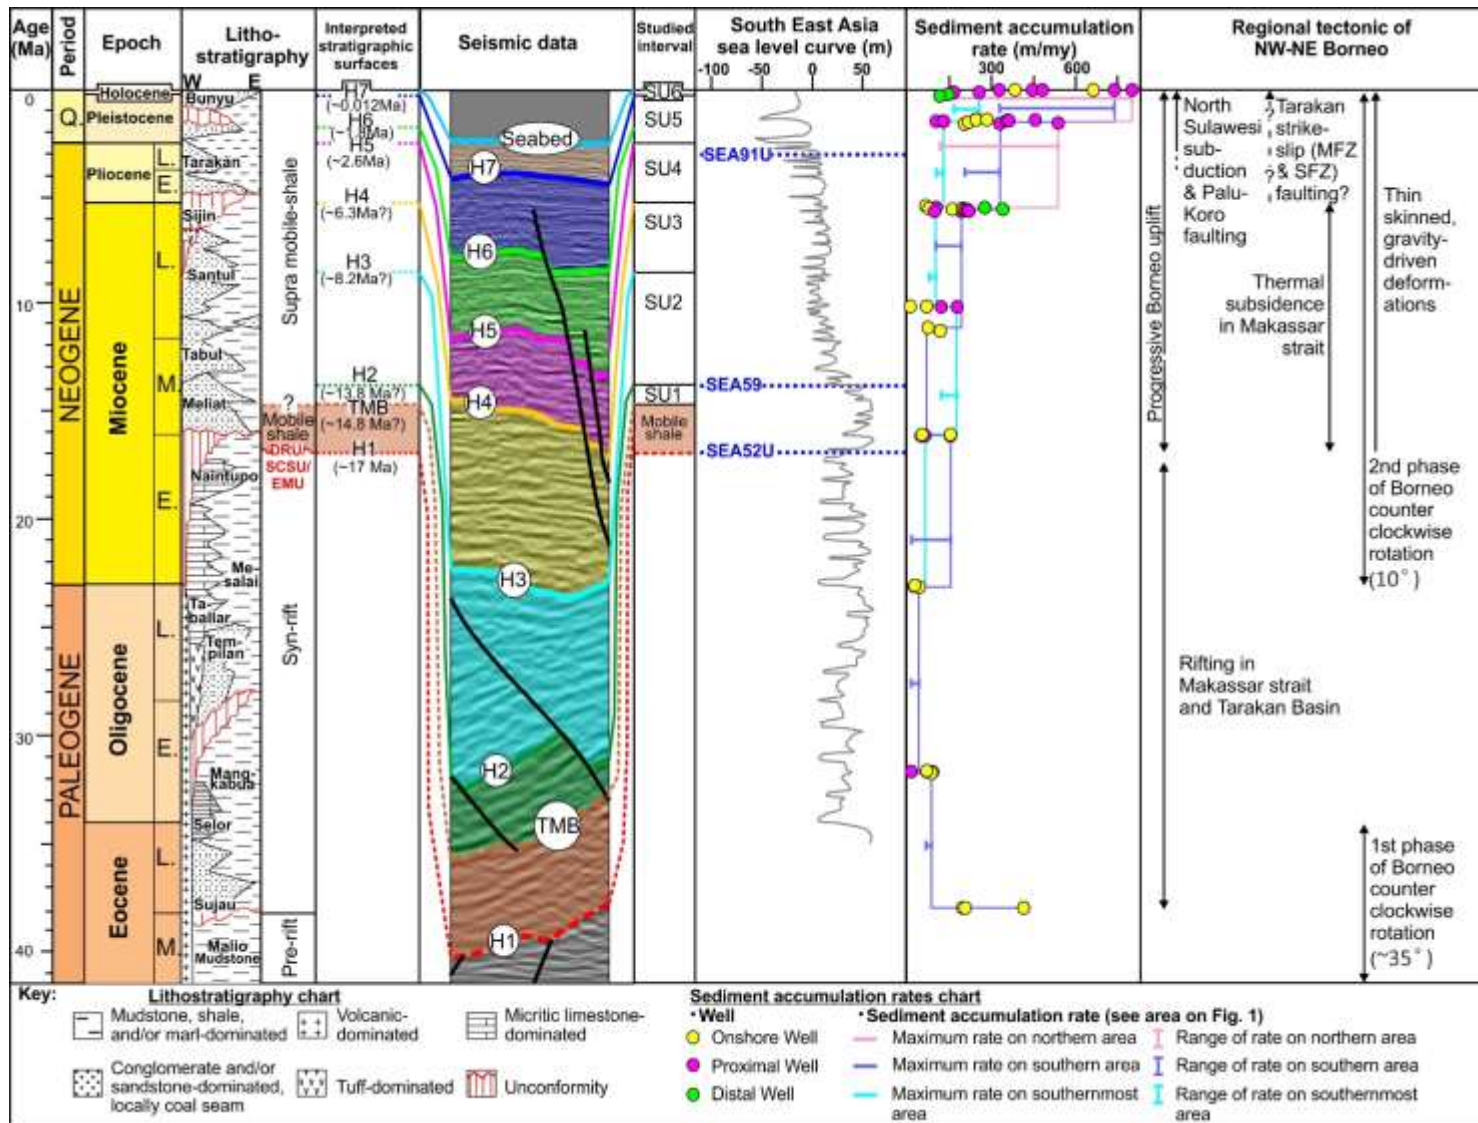 Age
(Ma)
Period
Epoch
Litho-
stratigraphy
W E
Interpreted
stratigraphic
surfaces
Seismic data
Studied
interval
South East Asia
sea level curve (m)
-100 -50 0 50
Sediment accumulation
rate (m/my)
300 600
Regional tectonic of
NW-NE Borneo
0
10
20
30
40
Q.
NEOGENE
PALEOGENE
Holocene
Pleistocene
Pliocene
Miocene
Oligocene
Eocene
L.
E.
L.
M.
E.
L.
E.
L.
M.
Bunyu
Tarakan
Sijin-
Santul
Tabul
Meliat
Naintupo
Me-
salai
Ta-
ballar
Tem-
pilan
Mang-
kabua
Selor
Sujau
Malio
Mudstone
Supra mobile-shale
?
Mobile
shale
DRU/
SCSU/
EMU
Syn-rift
Pre-rift
H7
(~0,012Ma)
H6
(~1.8Ma)
H5
(~2.6Ma)
H4
(~6.3Ma?)
H3
(~8.2Ma?)
H2
(~13.8 Ma?)
TMB
(~14.8 Ma?)
H1
(~17 Ma)
Seabed
H7
H6
H5
H4
H3
H2
TMB
H1
SU6
SU5
SU4
SU3
SU2
SU1
Mobile
shale
SEA91U
SEA59
SEA52U
Progressive Borneo uplift
North
Sulawesi
sub-
duction
& Palu-
Koro
faulting
? Tarakan
strike-
slip (MFZ
? & SFZ)
faulting?
Thermal
subsidence
in Makassar
strait
Thin
skinned,
gravity-
driven
deform-
ations
2nd phase
of Borneo
counter
clockwise
rotation
(10°)
Rifting in
Makassar strait
and Tarakan Basin
1st phase
of Borneo
counter
clockwise
rotation
(~35°)
Key:
Lithostratigraphy chart
Mudstone, shale,
and/or marl-dominated
Volcanic-
dominated
Micritic limestone-
dominated
Conglomerate and/or
sandstone-dominated,
locally coal seam
Tuff-dominated
Unconformity
Sediment accumulation rates chart
• Well
Onshore Well
Proximal Well
Distal Well
• Sediment accumulation rate (see area on Fig. 1)
Maximum rate on northern area
Maximum rate on southern area
Maximum rate on southernmost
area
Range of rate on northern area
Range of rate on southern area
Range of rate on southernmost
area